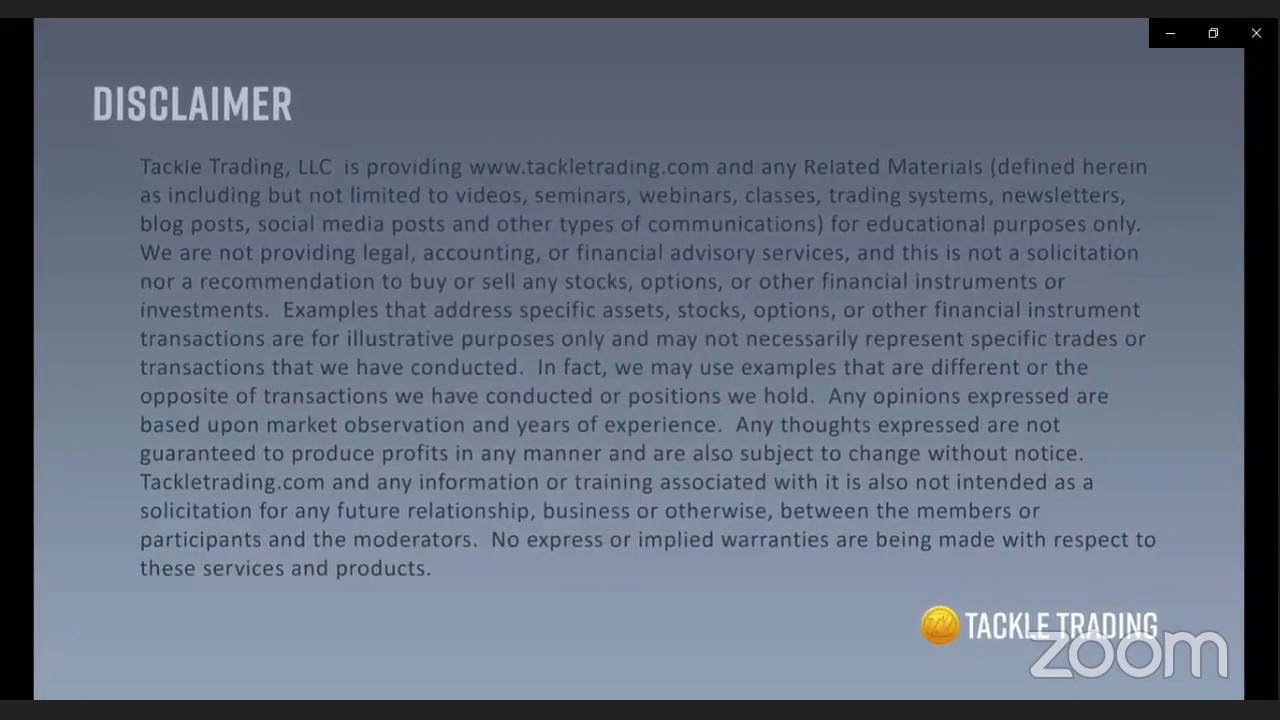 DISCLAIMER
Tackle Trading, LLC  is providing www.tackletrading.com and any Related Materials (defined herein
as including but not limited to videos, seminars, webinars, classes, trading systems, newsletters,
blog posts, social media posts and other types of communications) for educational purposes only.
We are not providing legal, accounting, or financial advisory services, and this is not a solicitation
nor a recommendation to buy or sell any stocks, options, or other financial instruments or
investments.  Examples that address specific assets, stocks, options, or other financial instrument
transactions are for illustrative purposes only and may not necessarily represent specific trades or
transactions that we have conducted.  In fact, we may use examples that are different or the
opposite of transactions we have conducted or positions we hold.  Any opinions expressed are
based upon market observation and years of experience.  Any thoughts expressed are not
guaranteed to produce profits in any manner and are also subject to change without notice.
Tackletrading.com and any information or training associated with it is also not intended as a
solicitation for any future relationship, business or otherwise, between the members or
participants and the moderators.  No express or implied warranties are being made with respect to
these services and products.
TACKLE TRADING
zoom